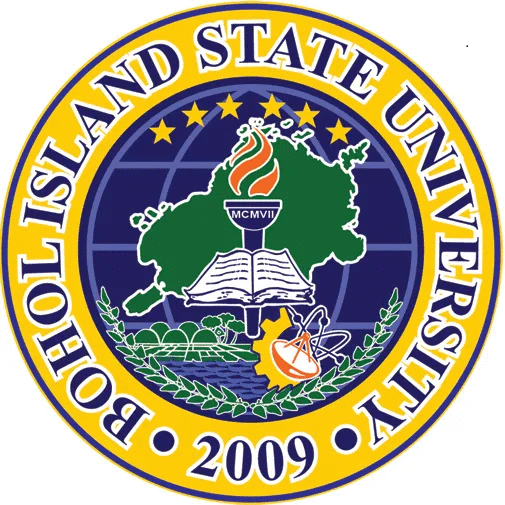 BOHOL ISLAND STATE UNIVERSITY
MCMVII
• 2009 •